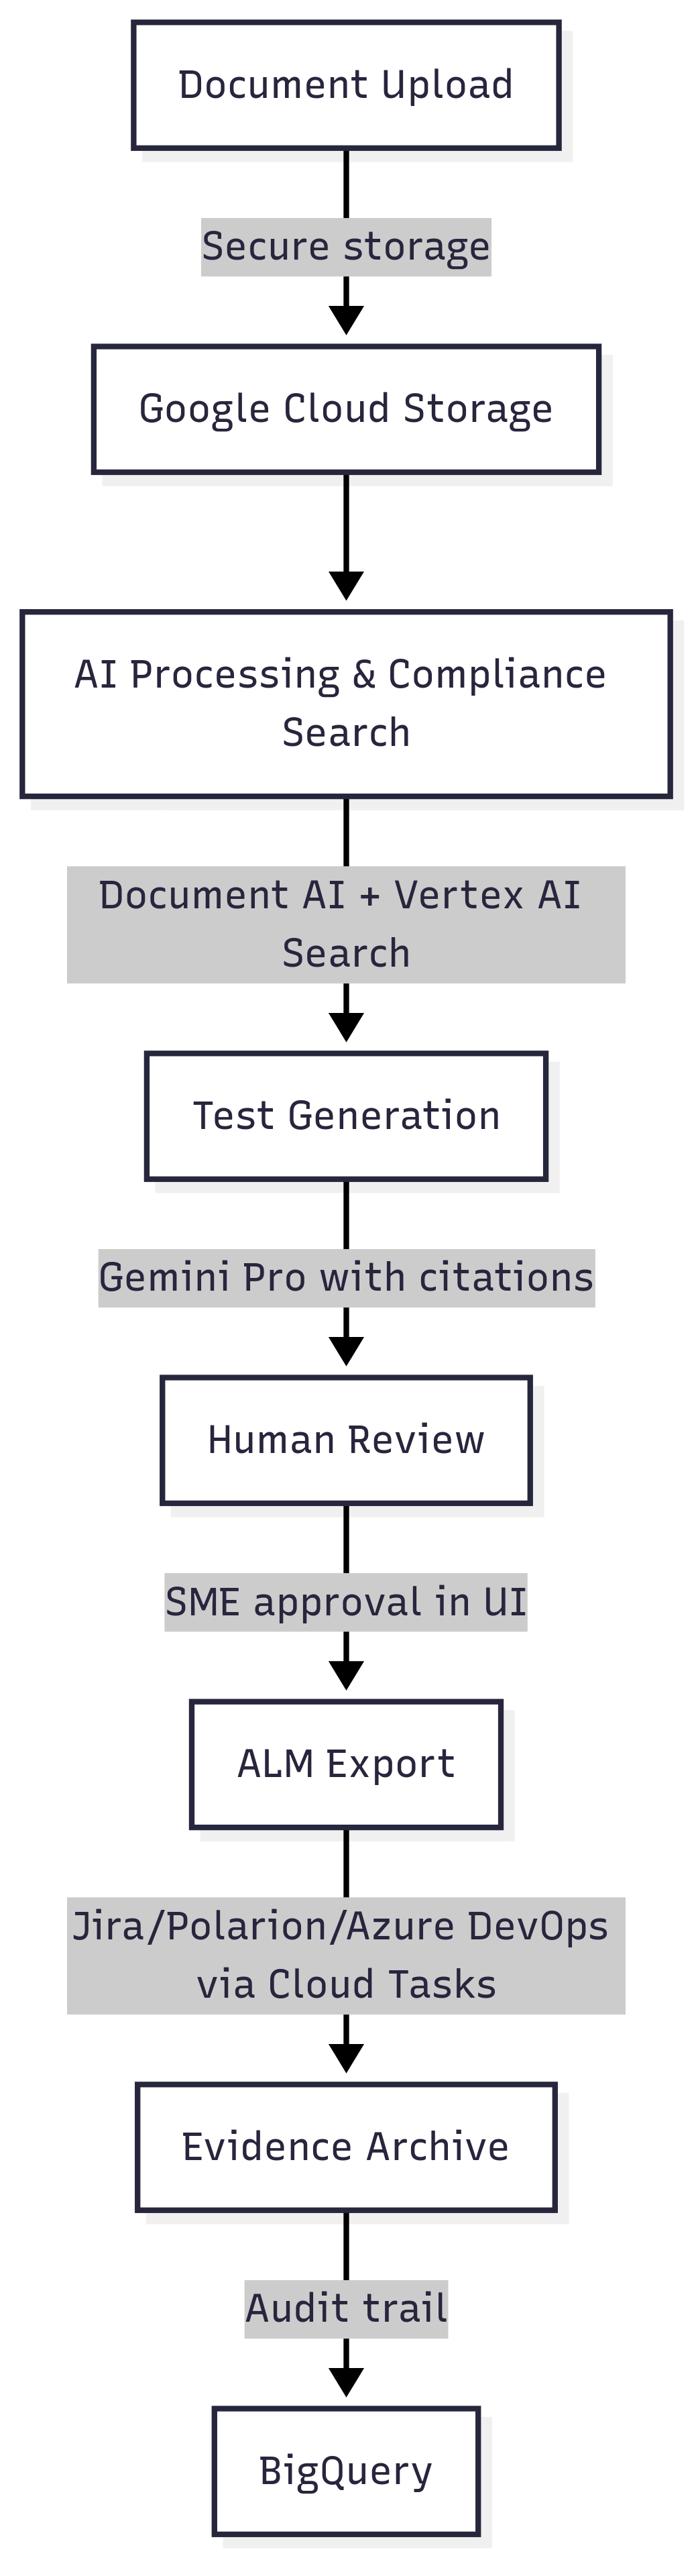 Document Upload
Secure storage
Google Cloud Storage
AI Processing & Compliance
Search
Document AI + Vertex AI
Search
Test Generation
Gemini Pro with citations
Human Review
SME approval in UI
ALM Export
Jira/Polarion/Azure DevOps
via Cloud Tasks
Evidence Archive
Audit trail
BigQuery